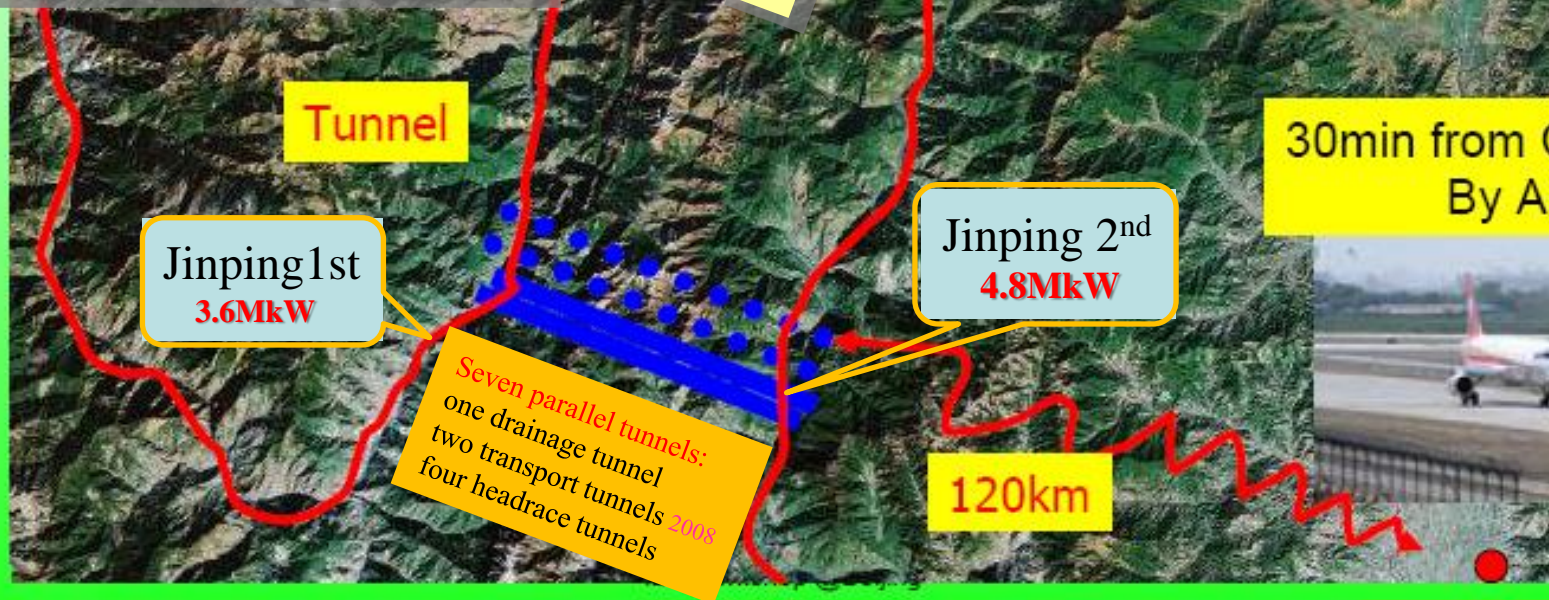 Tunnel
30min from
By
Jinping1st
3.6MkW
Jinping 2nd
4.8MkW
Seven parallel tunnels:
one drainage tunnel
two transport tunnels 2008
four headrace tunnels
120km